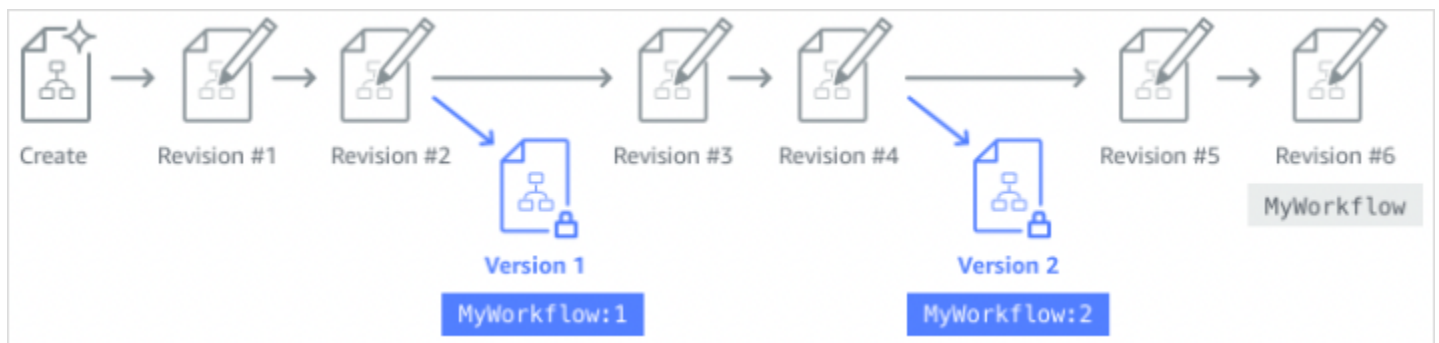 Create
Revision #1
Revision #2
Revision #3
Revision #4
Revision #5
Revision #6
MyWorkflow
Version 1
Version 2
MyWorkflow:1
MyWorkflow:2